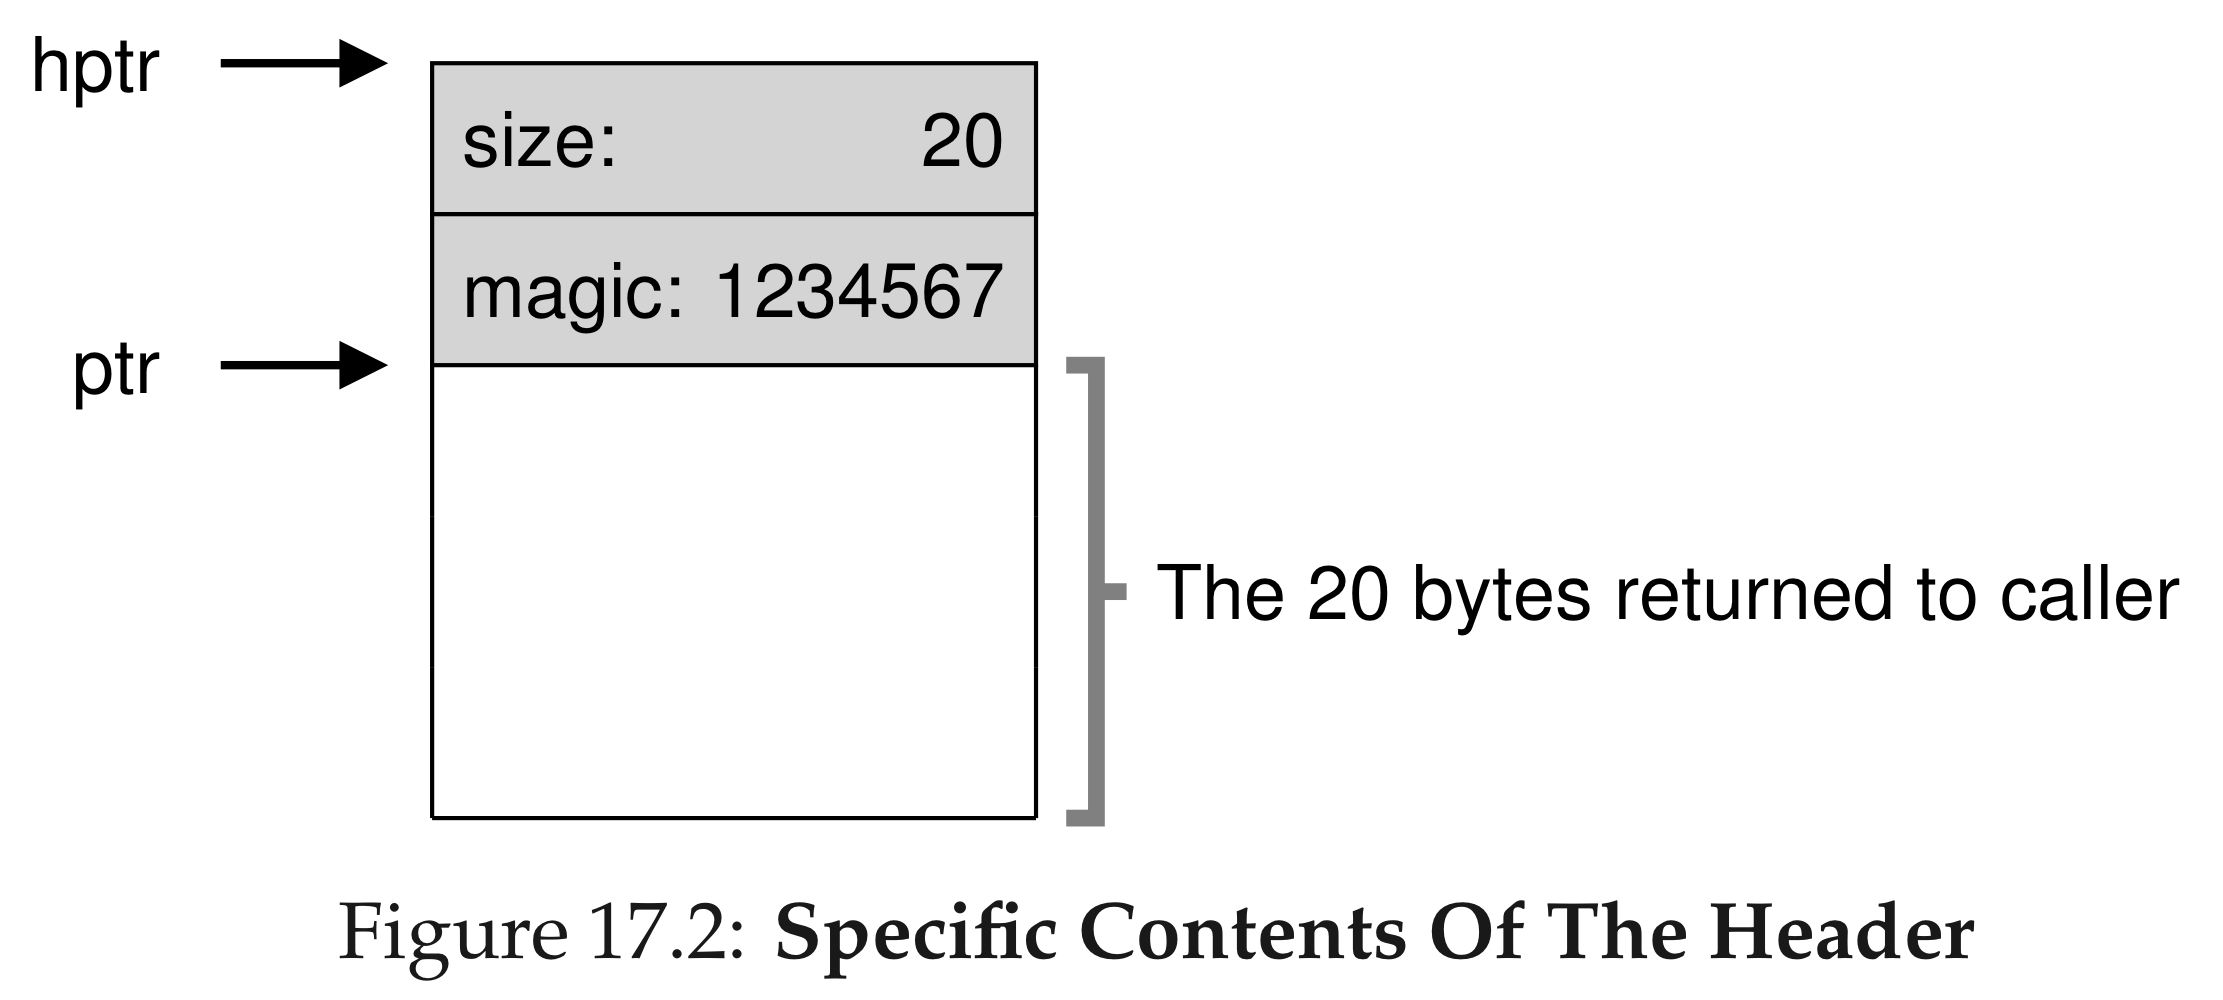 hptr
size: 20
magic: 1234567
ptr
The 20 bytes returned to caller
Figure 17.2: Specific Contents Of The Header